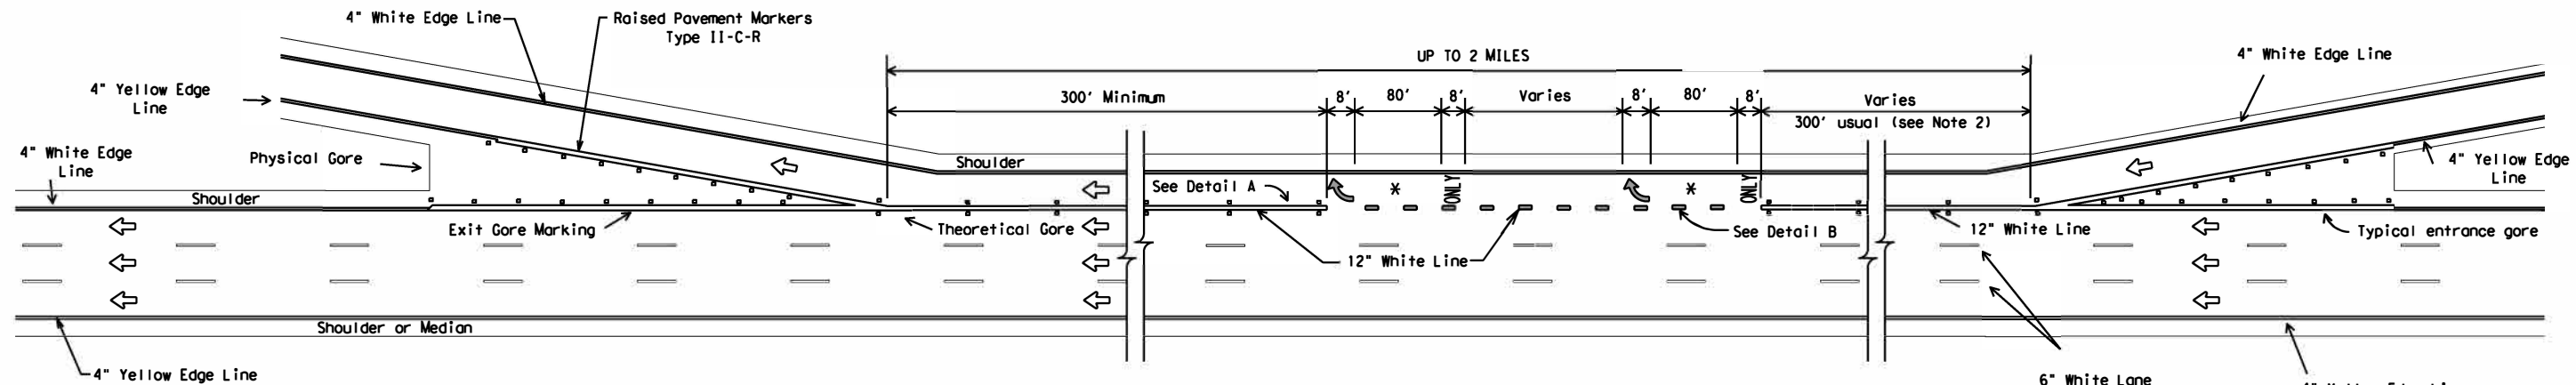 4" White Edge Line
Raised Pavement Markers
Type II-C-R
UP TO 2 MILES
4" White Edge Line
4" Yellow Edge
Line
300' Minimum
8'
80'
8'
Varies
8'
80'
8'
Varies
300' usual (see Note 2)
4" White Edge
Line
Physical Gore
Shoulder
See Detail A
*
ONLY
*
ONLY
4" Yellow Edge
Line
Shoulder
Exit Gore Marking
Theoretical Gore
See Detail B
12" White Line
Typical entrance gore
12" White Line
Shoulder or Median
4" Yellow Edge Line
6" White Lane